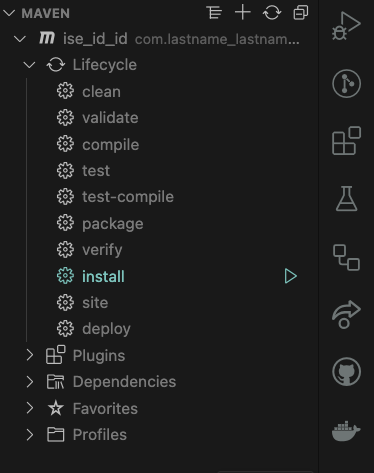 MAVEN
ise_id_id com.lastname_lastnam...
Lifecycle
clean
validate
compile
test
test-compile
package
verify
install
site
deploy
Plugins
Dependencies
Favorites
Profiles